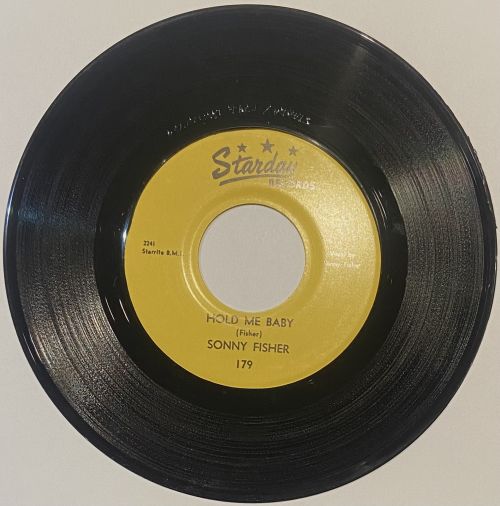 Starday
RECORDS
2241
Starrite B.M.I.
HOLD ME BABY
(Fisher)
SONNY FISHER
179